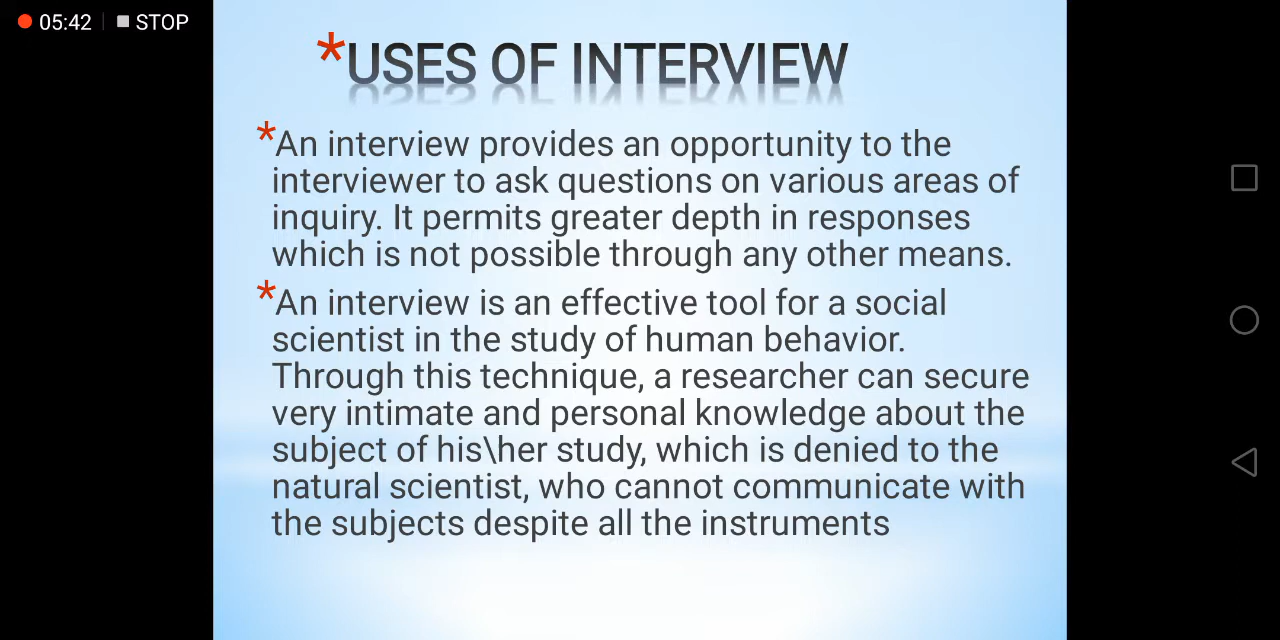 05:42 STOP
*USES OF INTERVIEW
*An interview provides an opportunity to the
interviewer to ask questions on various areas of
inquiry. It permits greater depth in responses
which is not possible through any other means.
*An interview is an effective tool for a social
scientist in the study of human behavior.
Through this technique, a researcher can secure
very intimate and personal knowledge about the
subject of his\her study, which is denied to the
natural scientist, who cannot communicate with
the subjects despite all the instruments